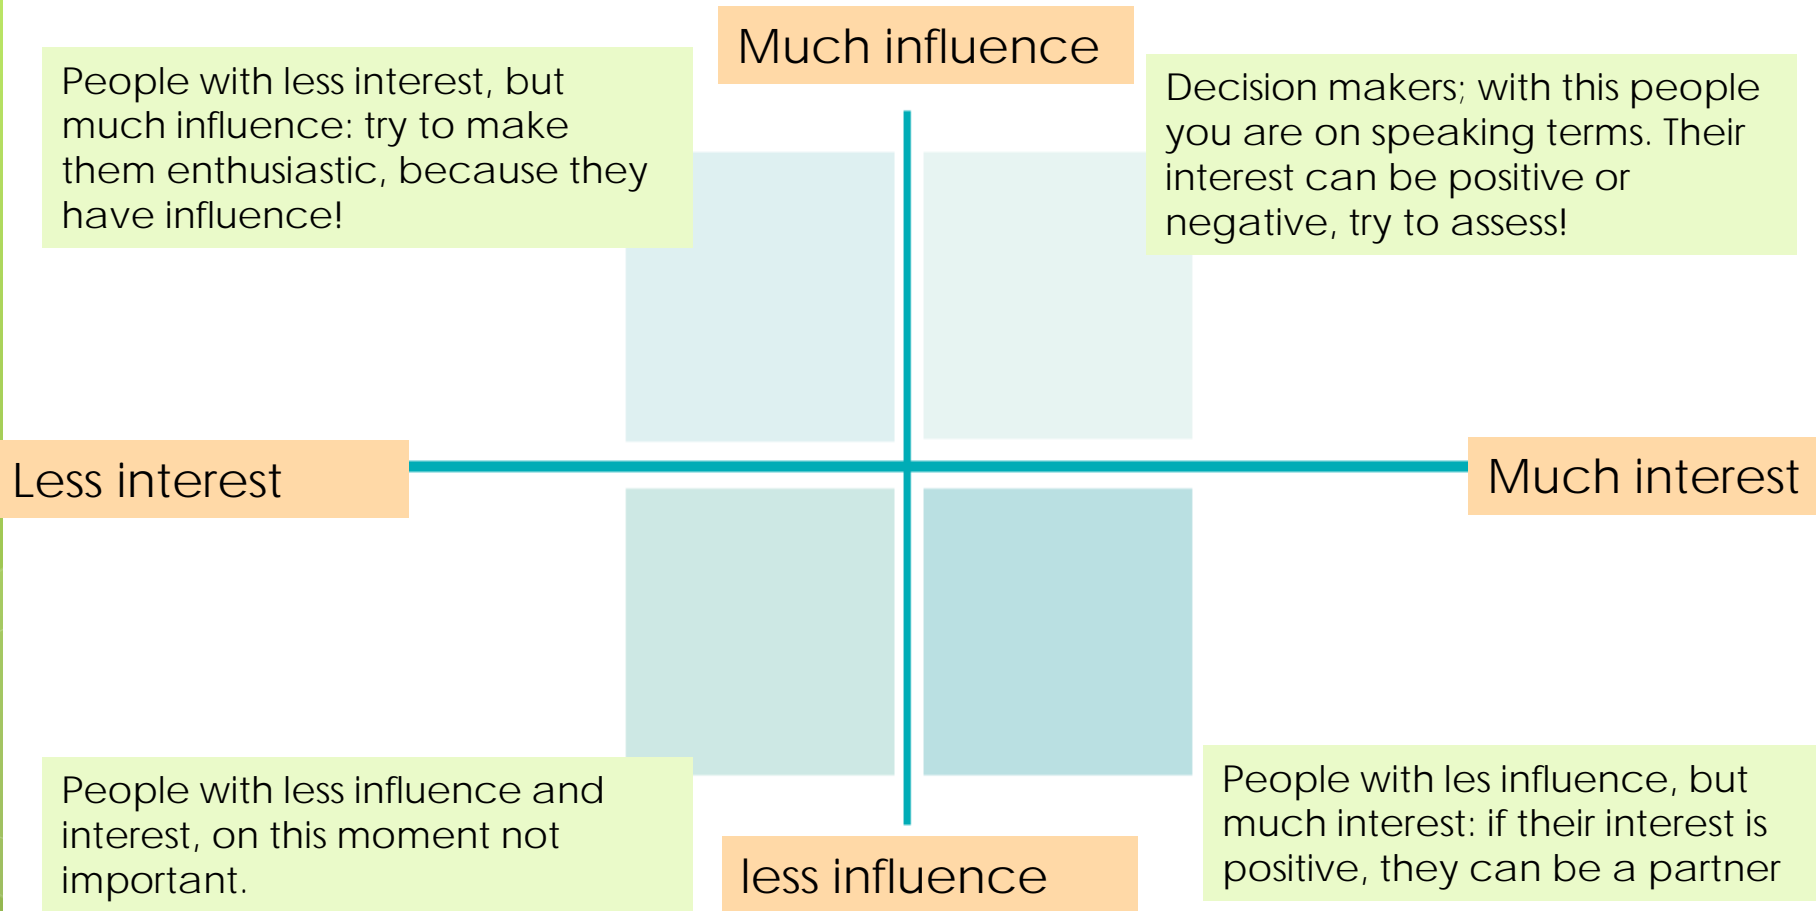 Much influence
People with less interest, but
much influence: try to make
them enthusiastic, because they
have influence!
Decision makers; with this people
you are on speaking terms. Their
interest can be positive or
negative, try to assess!
Less interest
Much interest
People with less influence and
interest, on this moment not
important.
less influence
People with les influence, but
much interest: if their interest is
positive, they can be a partner